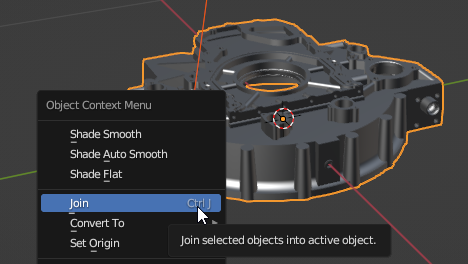 Object Context Menu
Shade Smooth
Shade Auto Smooth
Shade Flat
Join Ctrl J
Convert To
Set Origin
Join selected objects into active object.